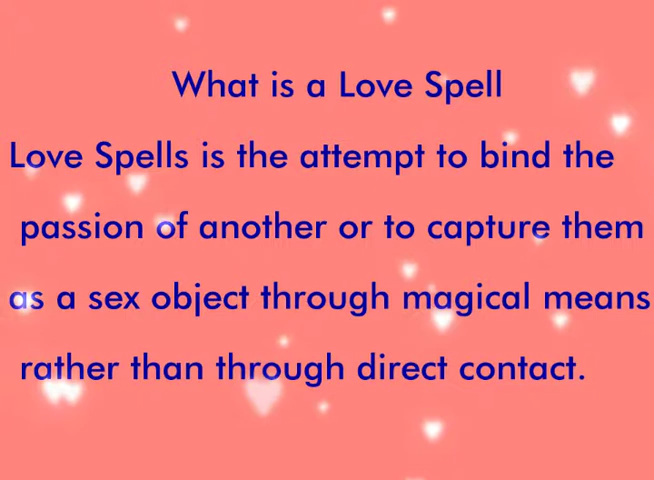 What is a Love Spell
Love Spells is the attempt to bind the
passion of another or to capture them
as a sex object through magical means
rather than through direct contact.